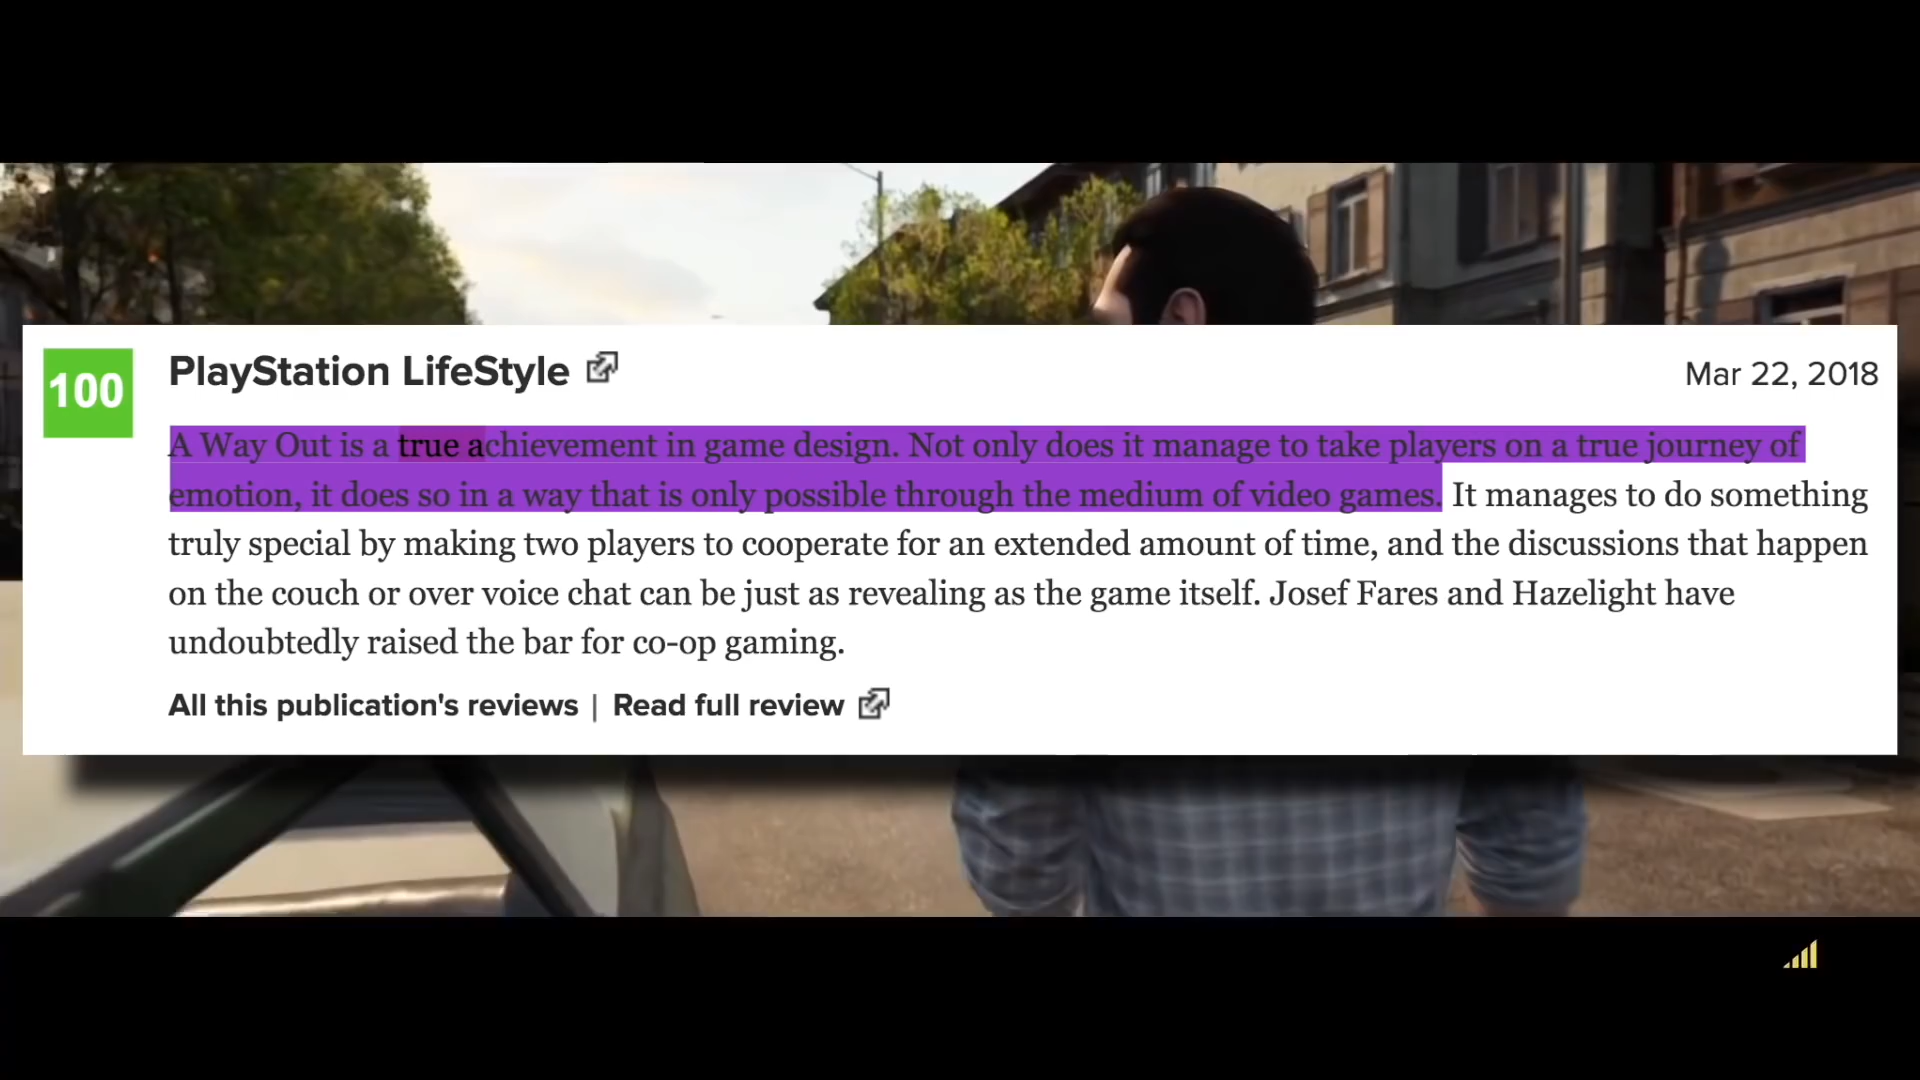 100
PlayStation LifeStyle
Mar 22, 2018
A Way Out is a true achievement in game design. Not only does it manage to take players on a true journey of
emotion, it does so in a way that is only possible through the medium of video games. It manages to do something
truly special by making two players to cooperate for an extended amount of time, and the discussions that happen
on the couch or over voice chat can be just as revealing as the game itself. Josef Fares and Hazelight have
undoubtedly raised the bar for co-op gaming.
All this publication's reviews | Read full review